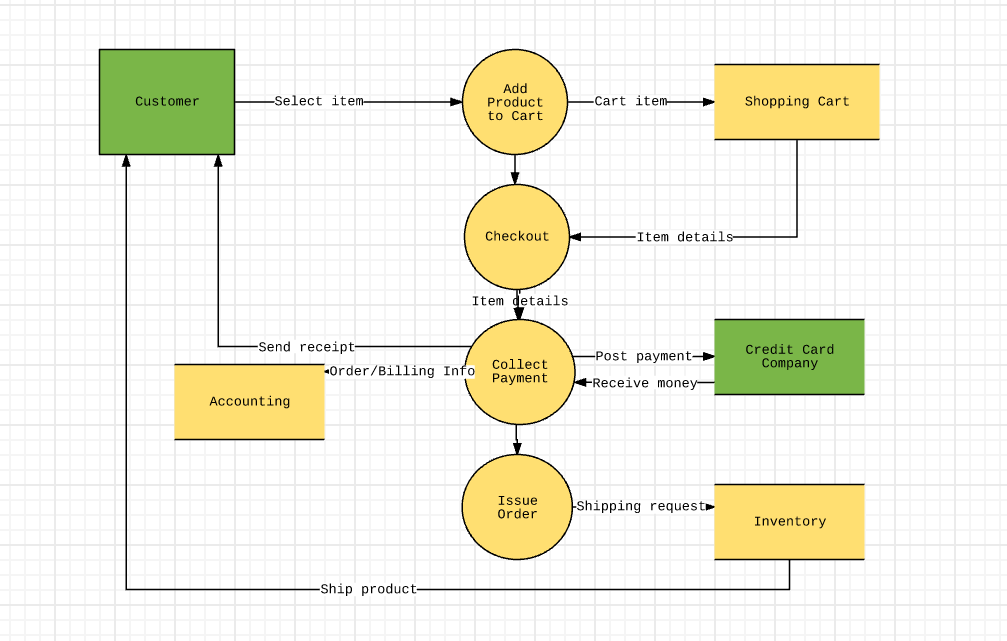 Customer
Select item
Add
Product
to Cart
Cart item
Shopping Cart
Checkout
Item details
Item details
Send receipt
Collect
Payment
Post payment
Credit Card
Company
Receive money
Order/Billing Info
Accounting
Issue
Order
Shipping request
Inventory
Ship product